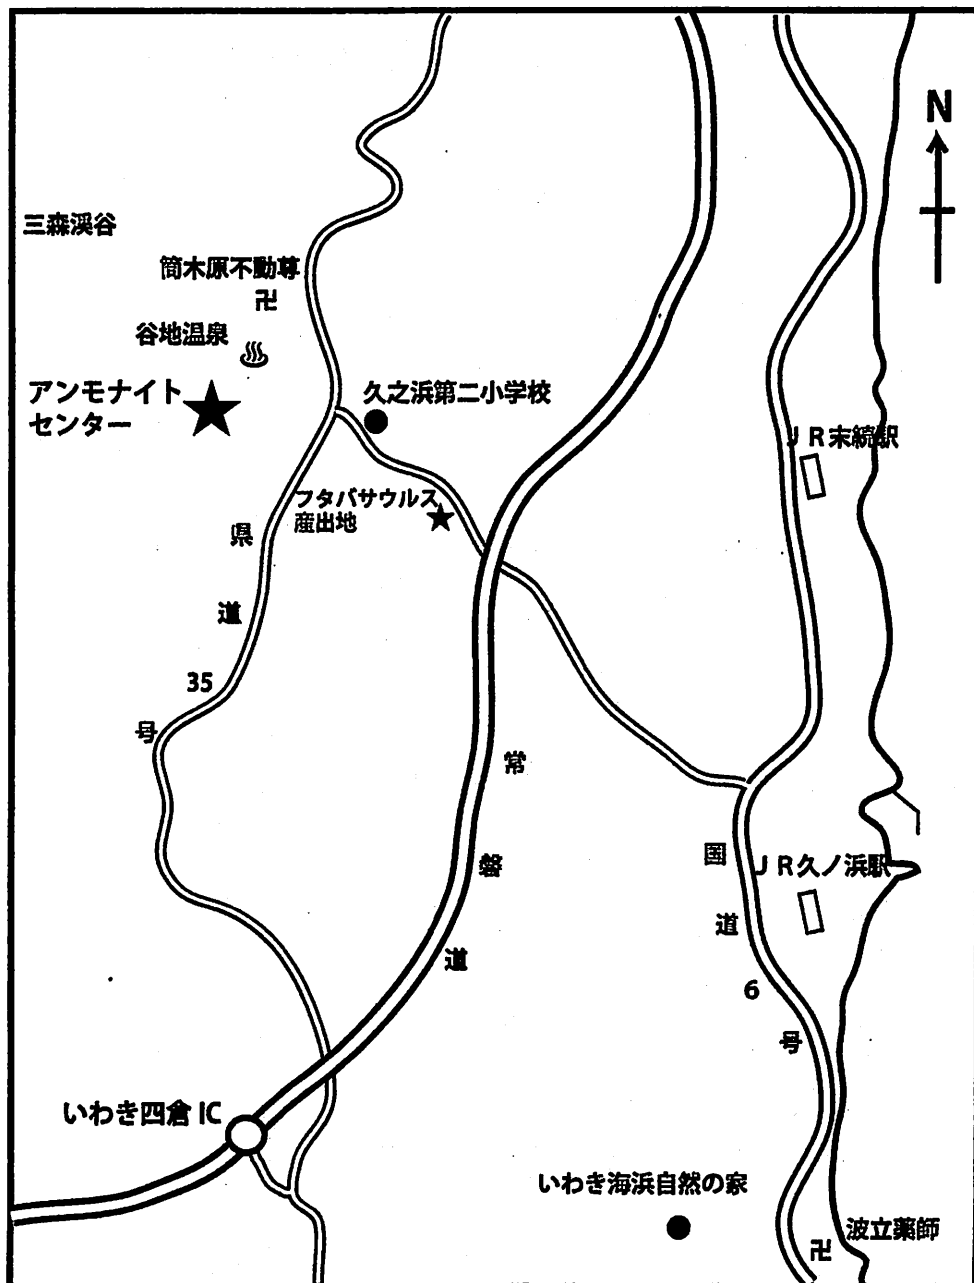 N
三森渓谷
筒木原不動尊
卍
谷地温泉
アンモナイト
センター
久之浜第二小学校
JR末続駅
フタバサウルス
産出地
県道35号
常磐道
国道6号
JR久ノ浜駅
いわき四倉IC
いわき海浜自然の家
波立薬師
卍